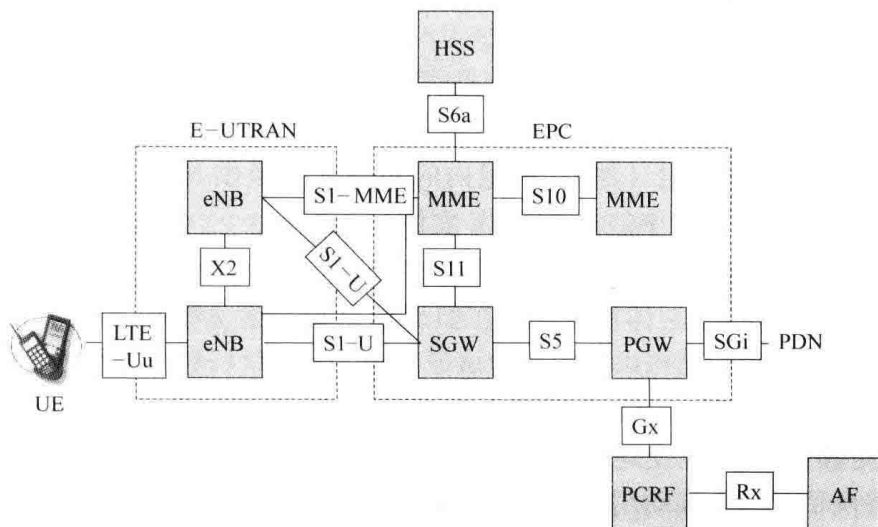 HSS
S6a
E-UTRAN
EPC
eNB
S1-MME
MME
S10
MME
X2
S1-U
S11
LTE
-Uu
eNB
S1-U
SGW
S5
PGW
SGi
PDN
UE
Gx
PCRF
Rx
AF